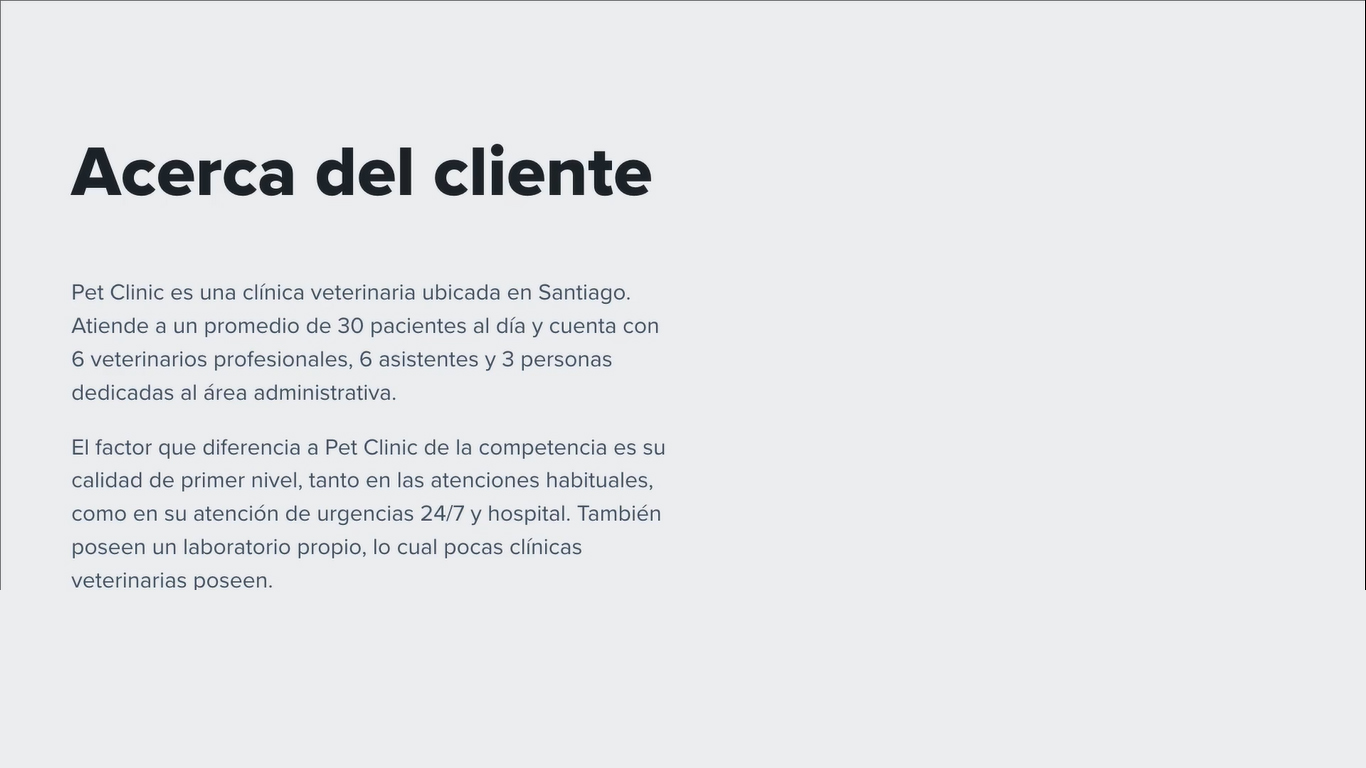 Acerca del cliente
Pet Clinic es una clínica veterinaria ubicada en Santiago.
Atiende a un promedio de 30 pacientes al día y cuenta con
6 veterinarios profesionales, 6 asistentes y 3 personas
dedicadas al área administrativa.
El factor que diferencia a Pet Clinic de la competencia es su
calidad de primer nivel, tanto en las atenciones habituales,
como en su atención de urgencias 24/7 y hospital. También
poseen un laboratorio propio, lo cual pocas clínicas
veterinarias poseen.